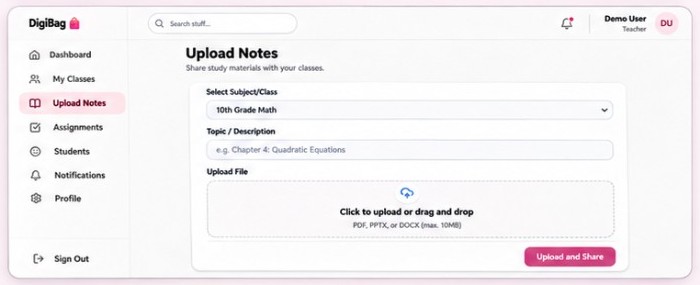 DigiBag
Search stuff...
Demo User
Teacher
DU
Dashboard
My Classes
Upload Notes
Assignments
Students
Notifications
Profile
Sign Out
Upload Notes
Share study materials with your classes.
Select Subject/Class
10th Grade Math
Topic / Description
e.g. Chapter 4: Quadratic Equations
Upload File
Click to upload or drag and drop
PDF, PPTX, or DOCX (max. 10MB)
Upload and Share